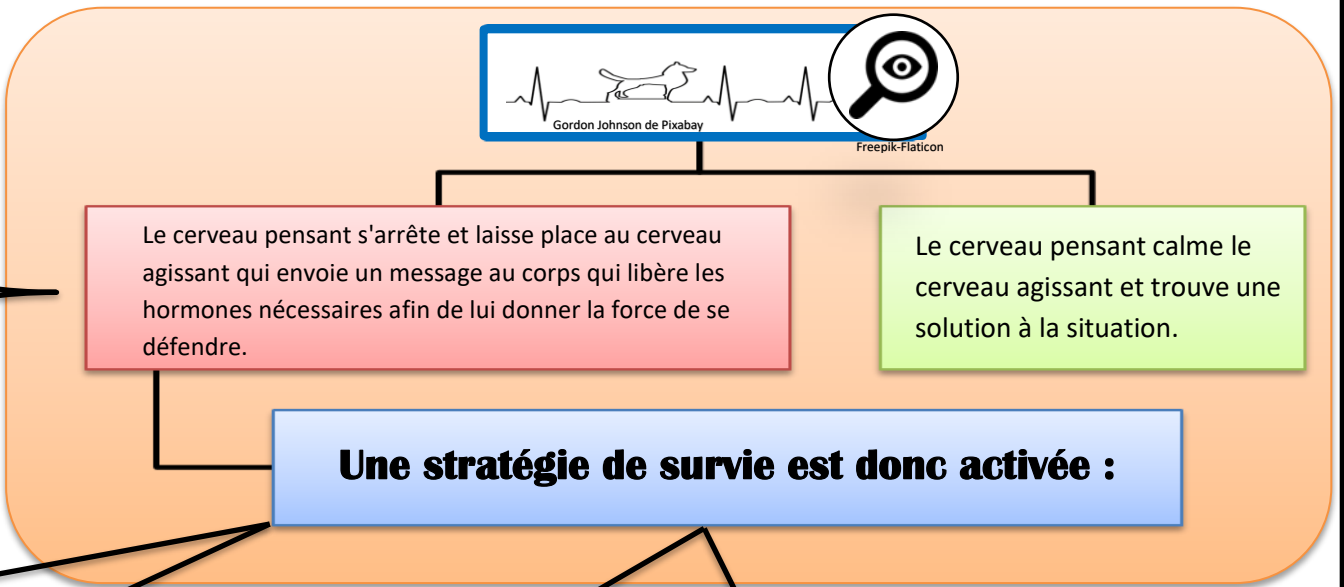 Gordon Johnson de Pixabay
Freepik-Flaticon
Le cerveau pensant s'arrête et laisse place au cerveau
agissant qui envoie un message au corps qui libère les
hormones nécessaires afin de lui donner la force de se
défendre.
Le cerveau pensant calme le
cerveau agissant et trouve une
solution à la situation.
Une stratégie de survie est donc activée :